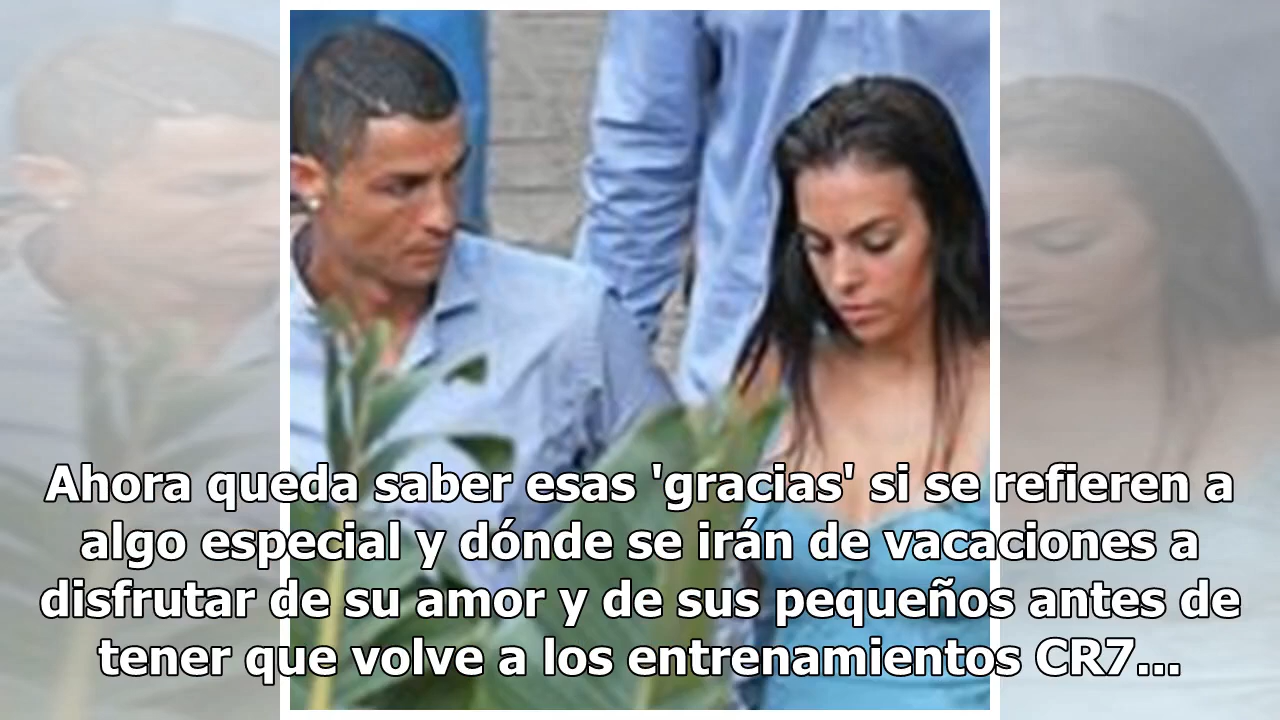 Ahora queda saber esas 'gracias' si se refieren a
algo especial y dónde se irán de vacaciones a
disfrutar de su amor y de sus pequeños antes de
tener que volve a los entrenamientos CR7...